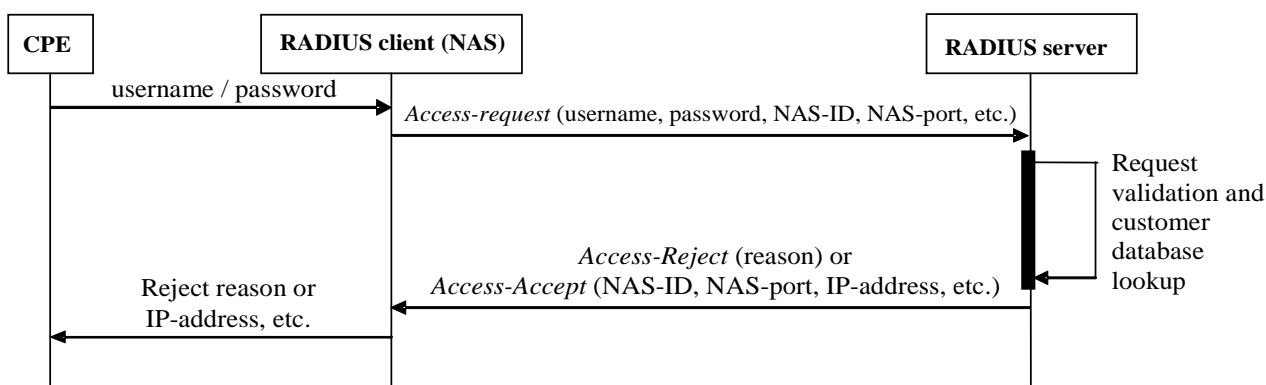 CPE
RADIUS client (NAS)
RADIUS server
username / password
Access-request (username, password, NAS-ID, NAS-port, etc.)
Request
validation and
customer
database
lookup
Access-Reject (reason) or
Access-Accept (NAS-ID, NAS-port, IP-address, etc.)
Reject reason or
IP-address, etc.